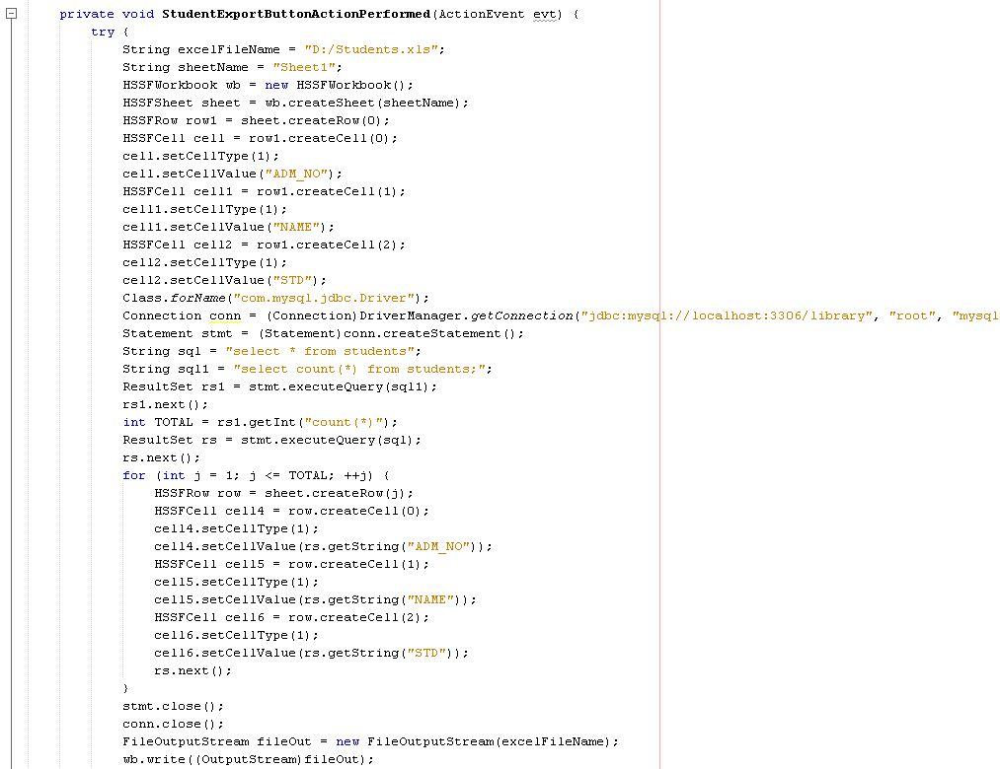 private void StudentExportButtonActionPerformed(ActionEvent evt) {
try {
String excelFileName = "D:/Students.xls";
String sheetName = "Sheet1";
HSSFWorkbook wb = new HSSFWorkbook();
HSSFSheet sheet = wb.createSheet(sheetName);
HSSFRow row1 = sheet.createRow(0);
HSSFCell cell = row1.createCell(0);
cell.setCellType(1);
cell.setCellValue("ADM_NO");
HSSFCell cell1 = row1.createCell(1);
cell1.setCellType(1);
cell1.setCellValue("NAME");
HSSFCell cell2 = row1.createCell(2);
cell2.setCellType(1);
cell2.setCellValue("STD");
Class.forName("com.mysql.jdbc.Driver");
Connection conn = (Connection)DriverManager.getConnection("jdbc:mysql://localhost:3306/library", "root", "mysql
Statement stmt = (Statement)conn.createStatement();
String sql = "select * from students";
String sql1 = "select count(*) from students;";
ResultSet rs1 = stmt.executeQuery(sql1);
rs1.next();
int TOTAL = rs1.getInt("count(*)");
ResultSet rs = stmt.executeQuery(sql);
rs.next();
for (int j = 1; j <= TOTAL; ++j) {
HSSFRow row = sheet.createRow(j);
HSSFCell cell4 = row.createCell(0);
cell4.setCellType(1);
cell4.setCellValue(rs.getString("ADM_NO"));
HSSFCell cell5 = row.createCell(1);
cell5.setCellType(1);
cell5.setCellValue(rs.getString("NAME"));
HSSFCell cell6 = row.createCell(2);
cell6.setCellType(1);
cell6.setCellValue(rs.getString("STD"));
rs.next();
}
stmt.close();
conn.close();
FileOutputStream fileOut = new FileOutputStream(excelFileName);
wb.write((OutputStream)fileOut);